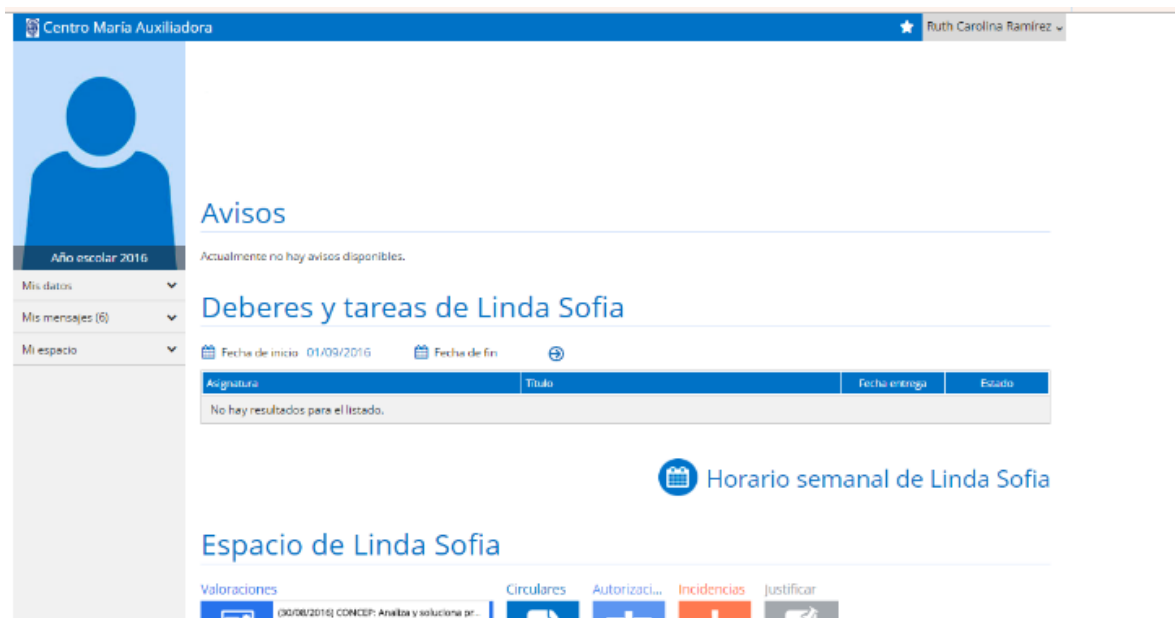 Centro María Auxiliadora
Ruth Carolina Ramírez
Año escolar 2016
Mis datos
Mis mensajes (6)
Mi espacio
Avisos
Actualmente no hay avisos disponibles.
Deberes y tareas de Linda Sofia
Fecha de inicio 01/09/2016 Fecha de fin
Asignatura Título Fecha entrega Estado
No hay resultados para el listado.
Horario semanal de Linda Sofia
Espacio de Linda Sofia
Valoraciones Circulares Autorizaci... Incidencias Justificar
(30/08/2016) CONCEP: Analiza y soluciona pr...